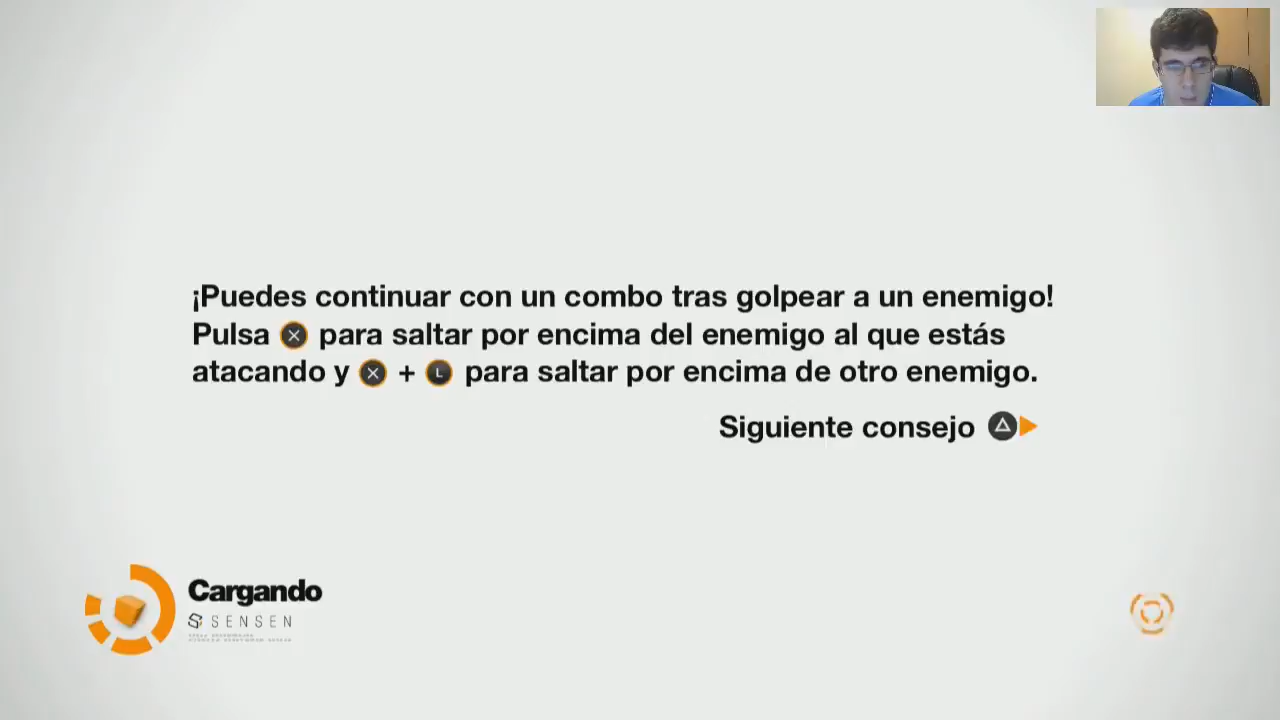 ¡Puedes continuar con un combo tras golpear a un enemigo!
Pulsa X para saltar por encima del enemigo al que estás
atacando y X + L para saltar por encima de otro enemigo.
Siguiente consejo
Cargando
SENSEN